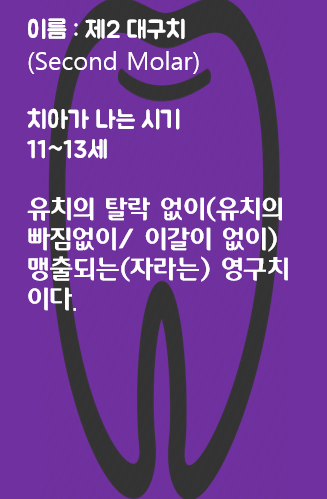 이름 : 제2 대구치
(Second Molar)
치아가 나는 시기
11~13세
유치의 탈락 없이(유치의
빠짐없이/ 이갈이 없이)
맹출되는(자라는) 영구치
이다.